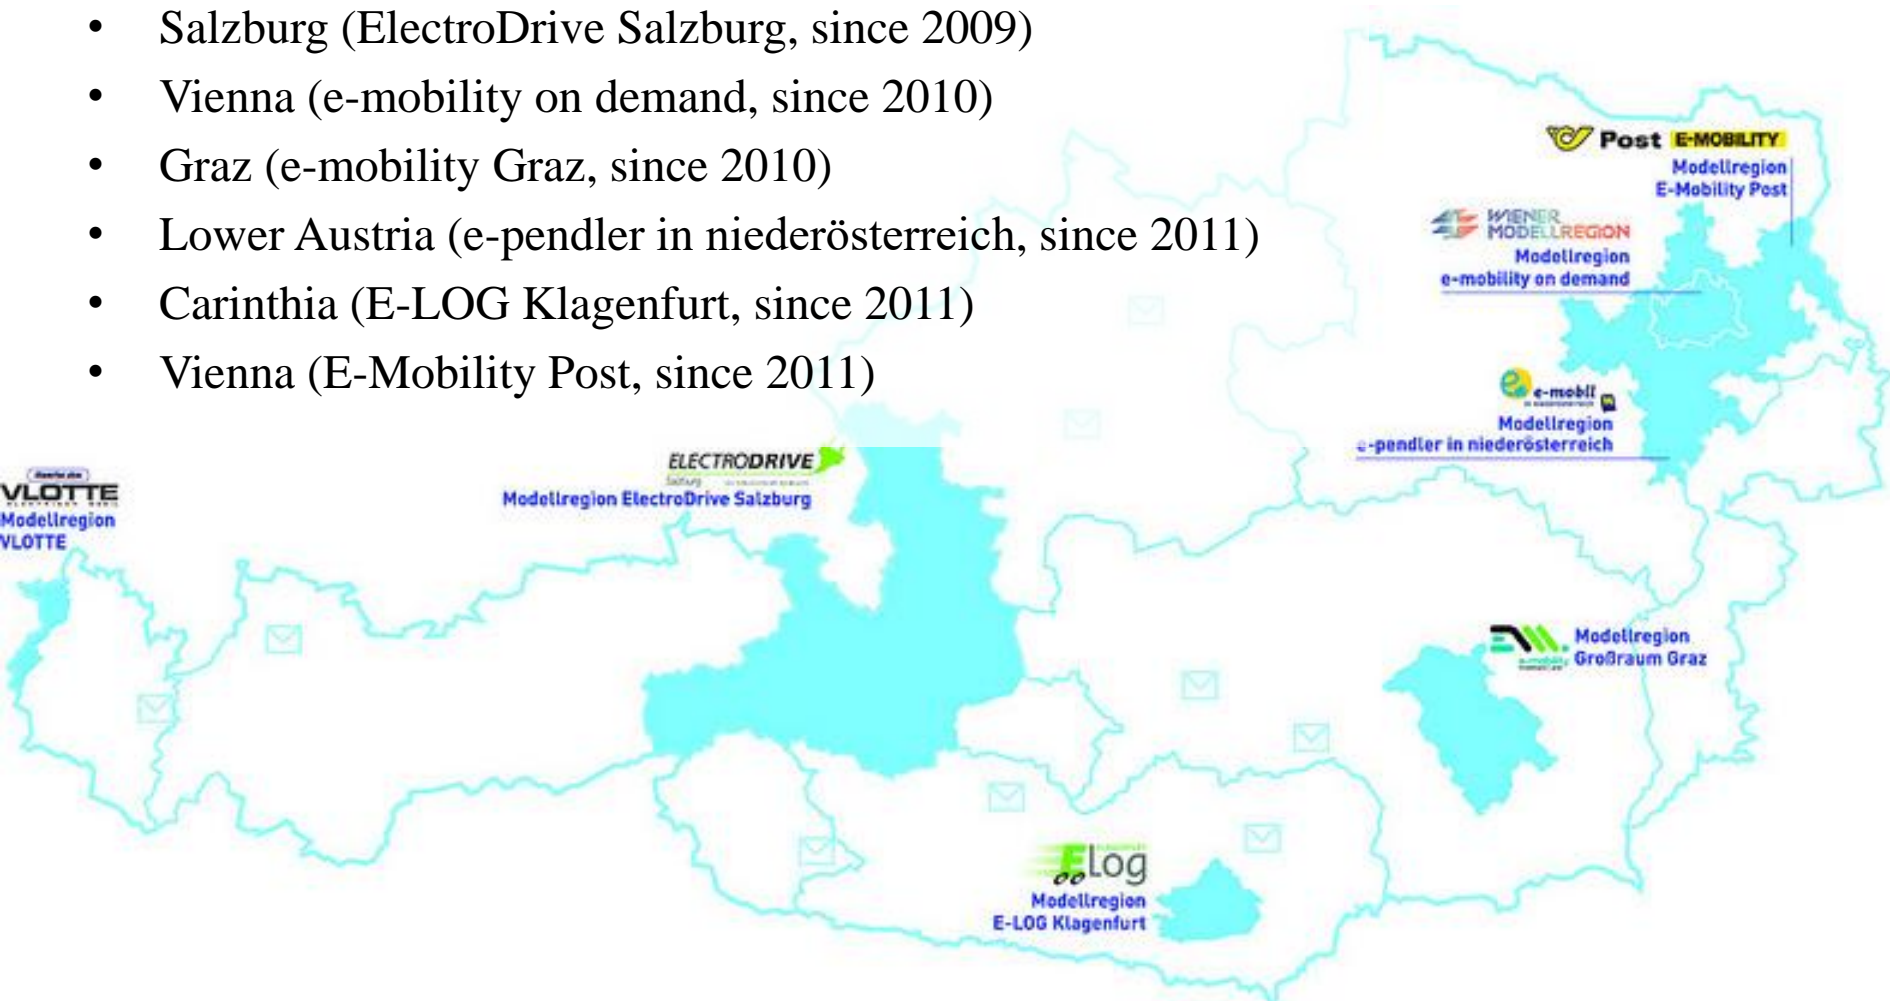 • Salzburg (ElectroDrive Salzburg, since 2009)
• Vienna (e-mobility on demand, since 2010)
• Graz (e-mobility Graz, since 2010)
• Lower Austria (e-pendler in niederösterreich, since 2011)
• Carinthia (E-LOG Klagenfurt, since 2011)
• Vienna (E-Mobility Post, since 2011)
Post E-MOBILITY
Modellregion
E-Mobility Post
WIENER
MODELLREGION
Modellregion
e-mobility on demand
e-mobil
Modellregion
e-pendler in niederösterreich
ELECTRODRIVE
Salzburg
Modellregion ElectroDrive Salzburg
VLOTTE
Modellregion
VLOTTE
e-mobility
Modellregion
Großraum Graz
ELog
Modellregion
E-LOG Klagenfurt